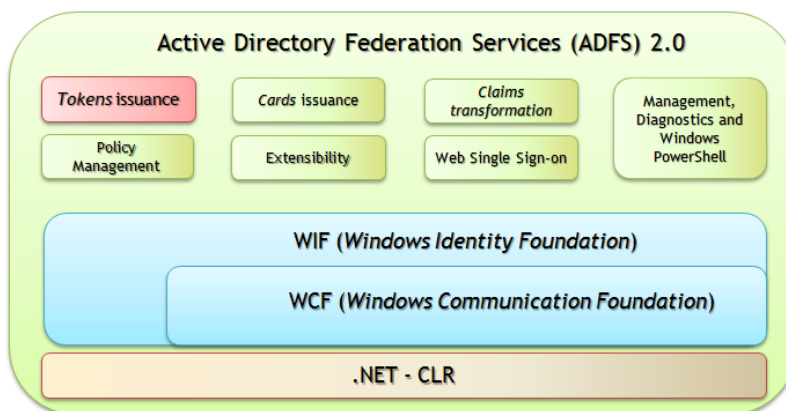 Active Directory Federation Services (ADFS) 2.0
Tokens issuance
Cards issuance
Claims
transformation
Management,
Diagnostics and
Windows
PowerShell
Policy
Management
Extensibility
Web Single Sign-on
WIF (Windows Identity Foundation)
WCF (Windows Communication Foundation)
.NET - CLR